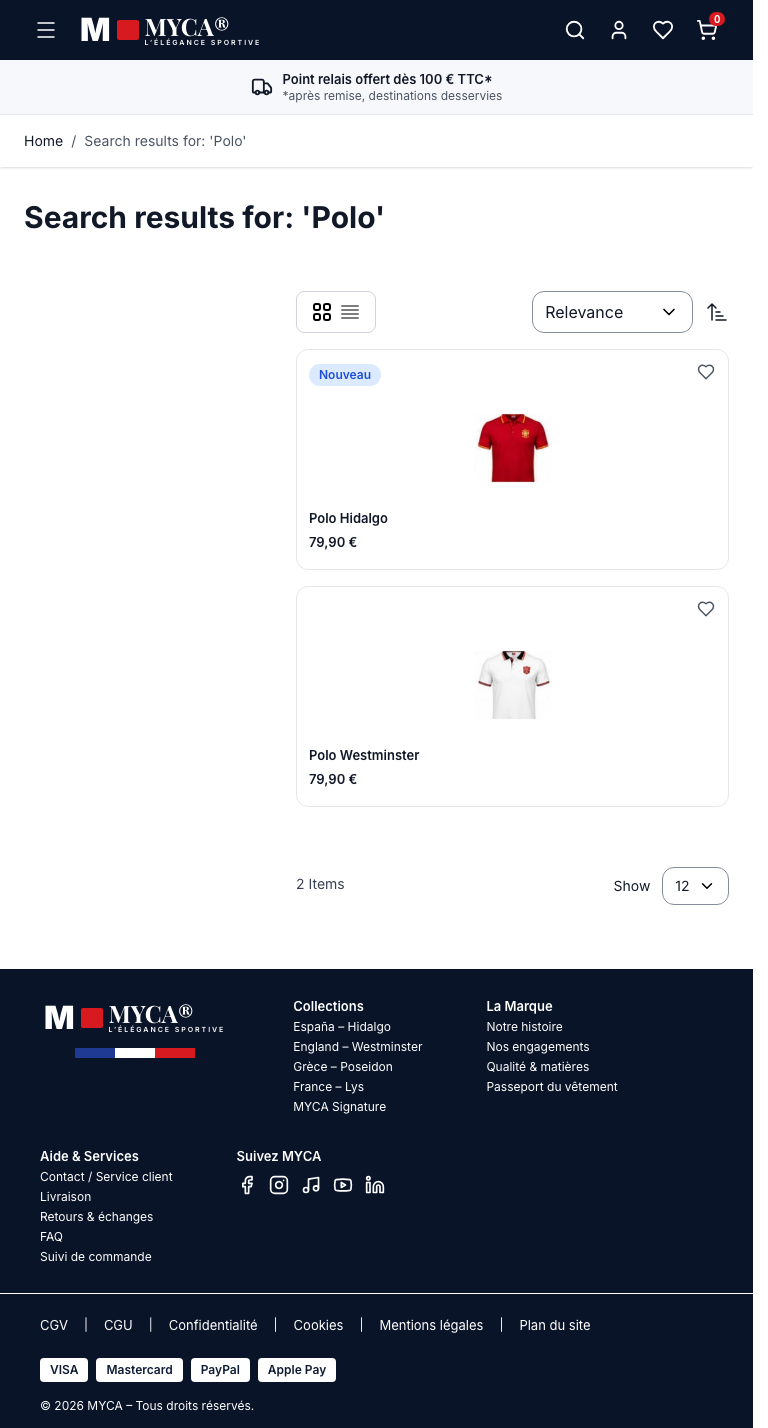 M MYCA®
L'ÉLÉGANCE SPORTIVE
0
Point relais offert dès 100 € TTC*
*après remise, destinations desservies
Home / Search results for: 'Polo'
Search results for: 'Polo'
Relevance
Nouveau
Polo Hidalgo
79,90 €
Polo Westminster
79,90 €
2 Items
Show 12
M MYCA®
L'ÉLÉGANCE SPORTIVE
Collections
España – Hidalgo
England – Westminster
Grèce – Poseidon
France – Lys
MYCA Signature
La Marque
Notre histoire
Nos engagements
Qualité & matières
Passeport du vêtement
Aide & Services
Contact / Service client
Livraison
Retours & échanges
FAQ
Suivi de commande
Suivez MYCA
CGV | CGU | Confidentialité | Cookies | Mentions légales | Plan du site
VISA Mastercard PayPal Apple Pay
© 2026 MYCA – Tous droits réservés.